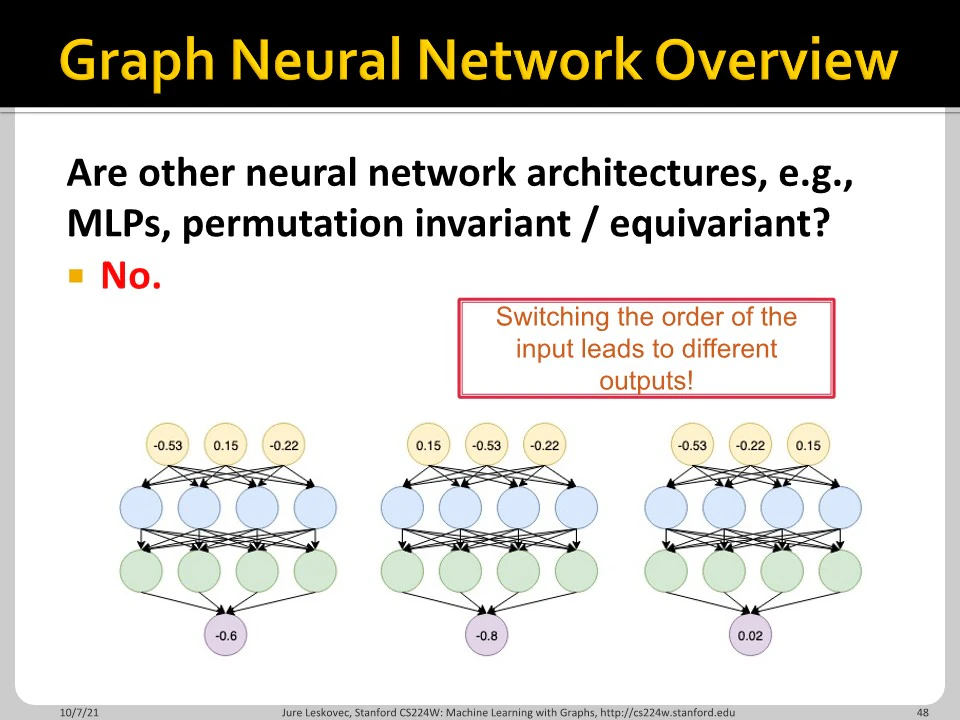 Graph Neural Network Overview
Are other neural network architectures, e.g.,
MLPs, permutation invariant / equivariant?
No.
Switching the order of the
input leads to different
outputs!
-0.53 0.15 -0.22 0.15 -0.53 -0.22 -0.53 -0.22 0.15
-0.6 -0.8 0.02
10/7/21 Jure Leskovec, Stanford CS224W: Machine Learning with Graphs, http://cs224w.stanford.edu 48